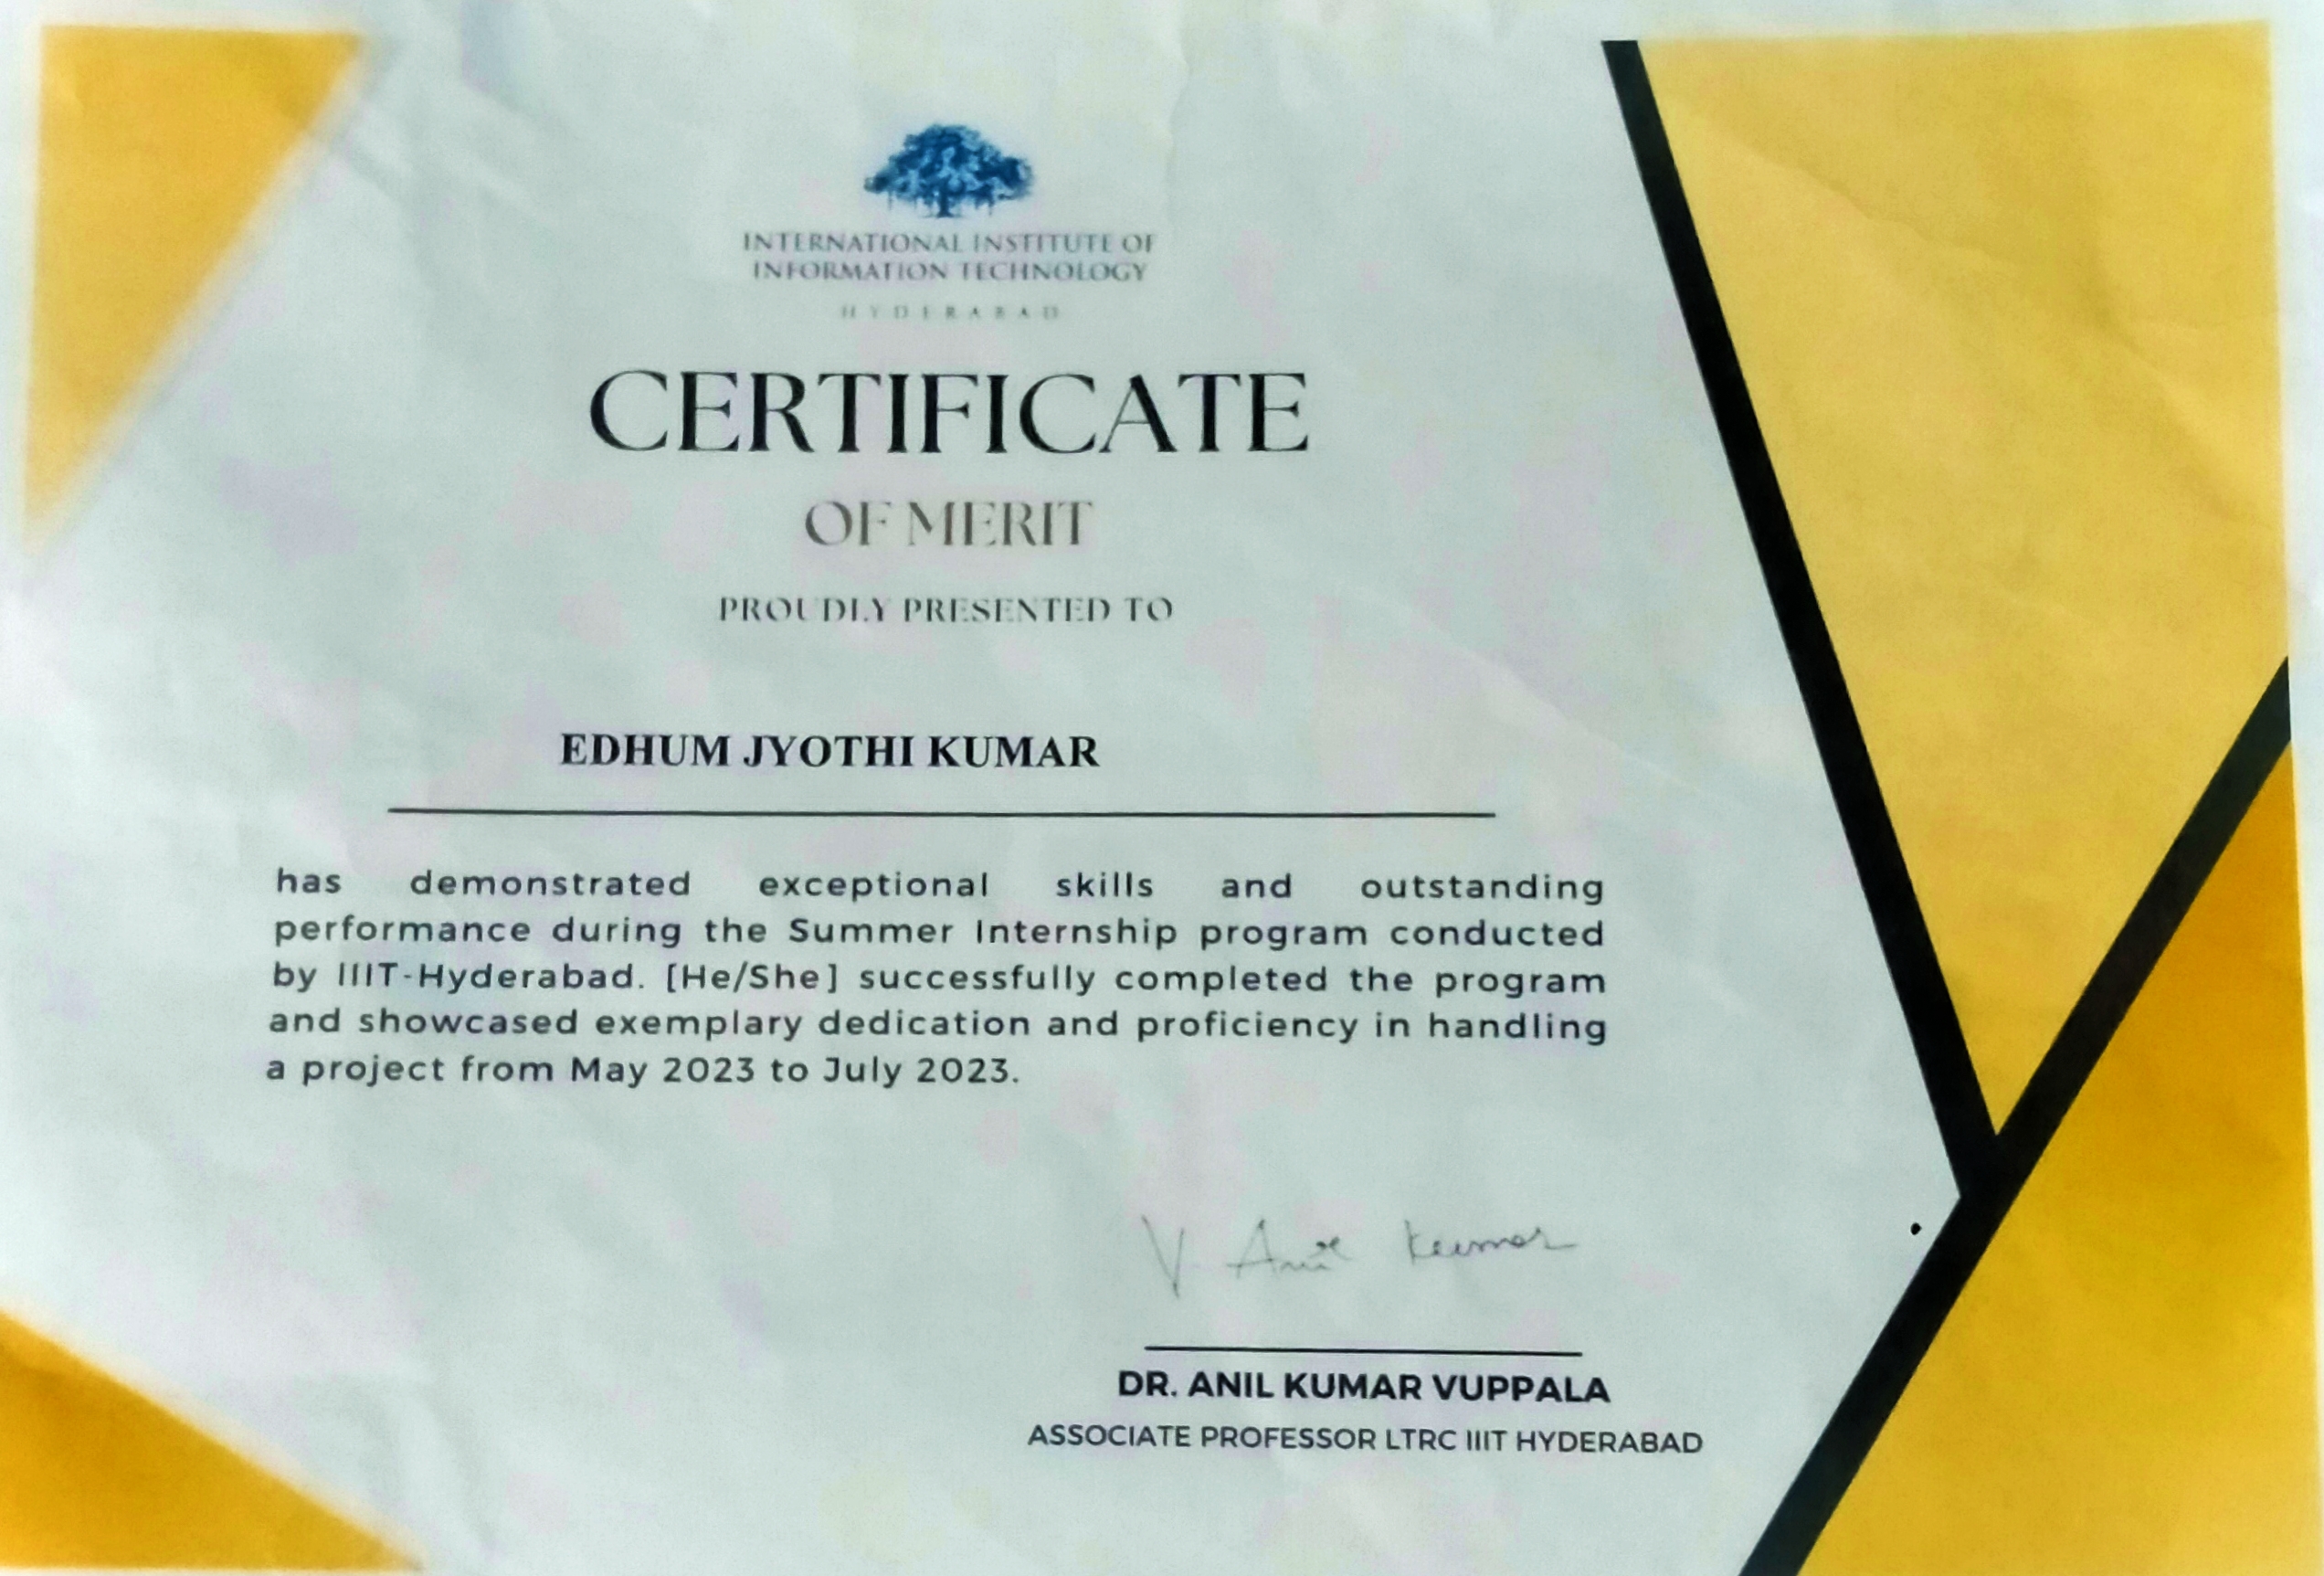 INTERNATIONAL INSTITUTE OF
INFORMATION TECHNOLOGY
HYDERABAD
CERTIFICATE
OF MERIT
PROUDLY PRESENTED TO
EDHUM JYOTHI KUMAR
has demonstrated exceptional skills and outstanding
performance during the Summer Internship program conducted
by IIIT-Hyderabad. [He/She] successfully completed the program
and showcased exemplary dedication and proficiency in handling
a project from May 2023 to July 2023.
V Anil Kumar
DR. ANIL KUMAR VUPPALA
ASSOCIATE PROFESSOR LTRC IIIT HYDERABAD